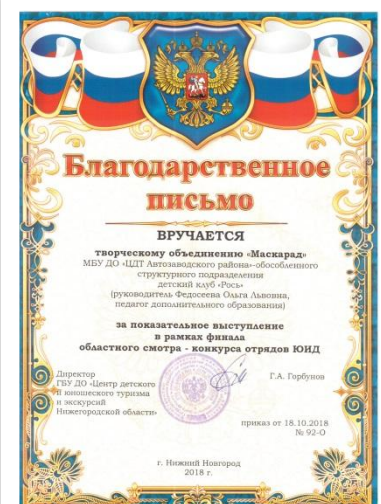 Благодарственное
письмо
ВРУЧАЕТСЯ
творческому объединению «Маскарад»
МБУ ДО «ЦДТ Автозаводского района»-обособленного
структурного подразделения
детский клуб «Рось»
(руководитель Федосеева Ольга Львовна,
педагог дополнительного образования)
за показательное выступление
в рамках финала
областного смотра - конкурса отрядов ЮИД
Директор
ГБУ ДО «Центр детского
и юношеского туризма
и экскурсий
Нижегородской области»
Г.А. Горбунов
приказ от 18.10.2018
№ 92-О
г. Нижний Новгород
2018 г.